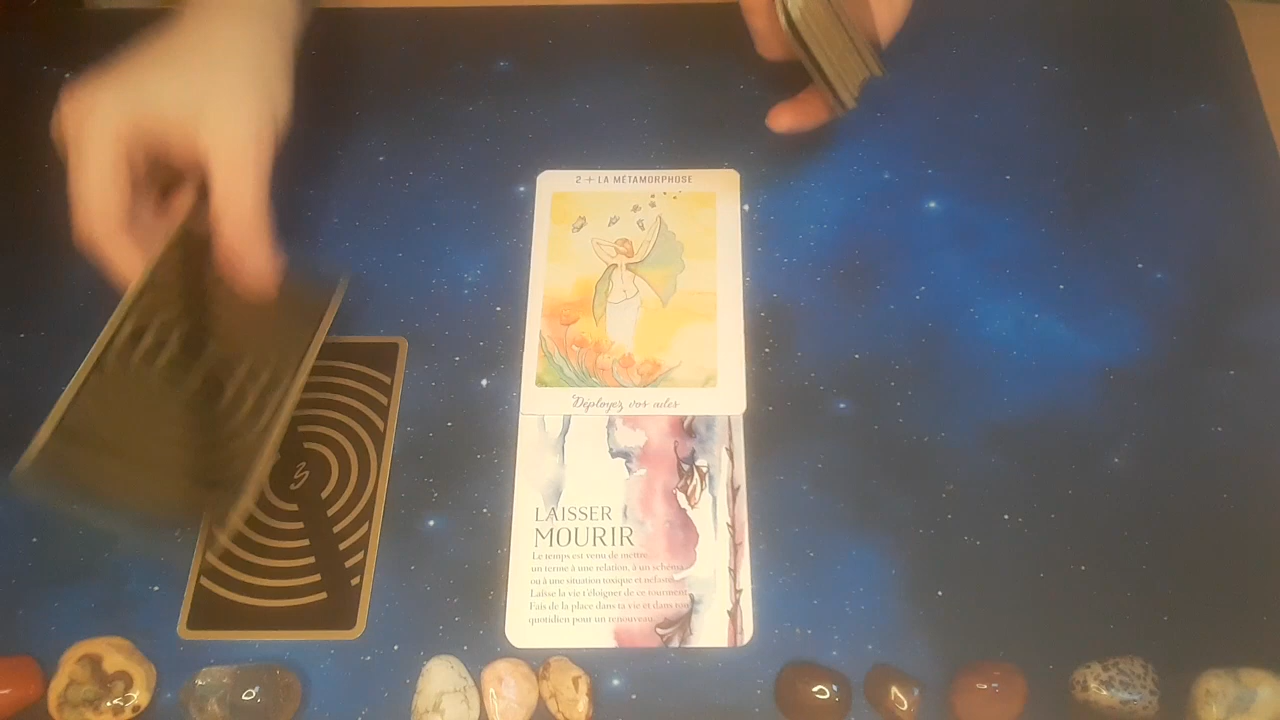 2 + LA MÉTAMORPHOSE
Déployez vos ailes
LAISSER
MOURIR
Le temps est venu de mettre
un terme à une relation, à un schéma
ou à une situation toxique et néfaste.
Laisse la vie t'éloigner de ce tourment.
Fais de la place dans ta vie et dans ton
quotidien pour un renouveau.